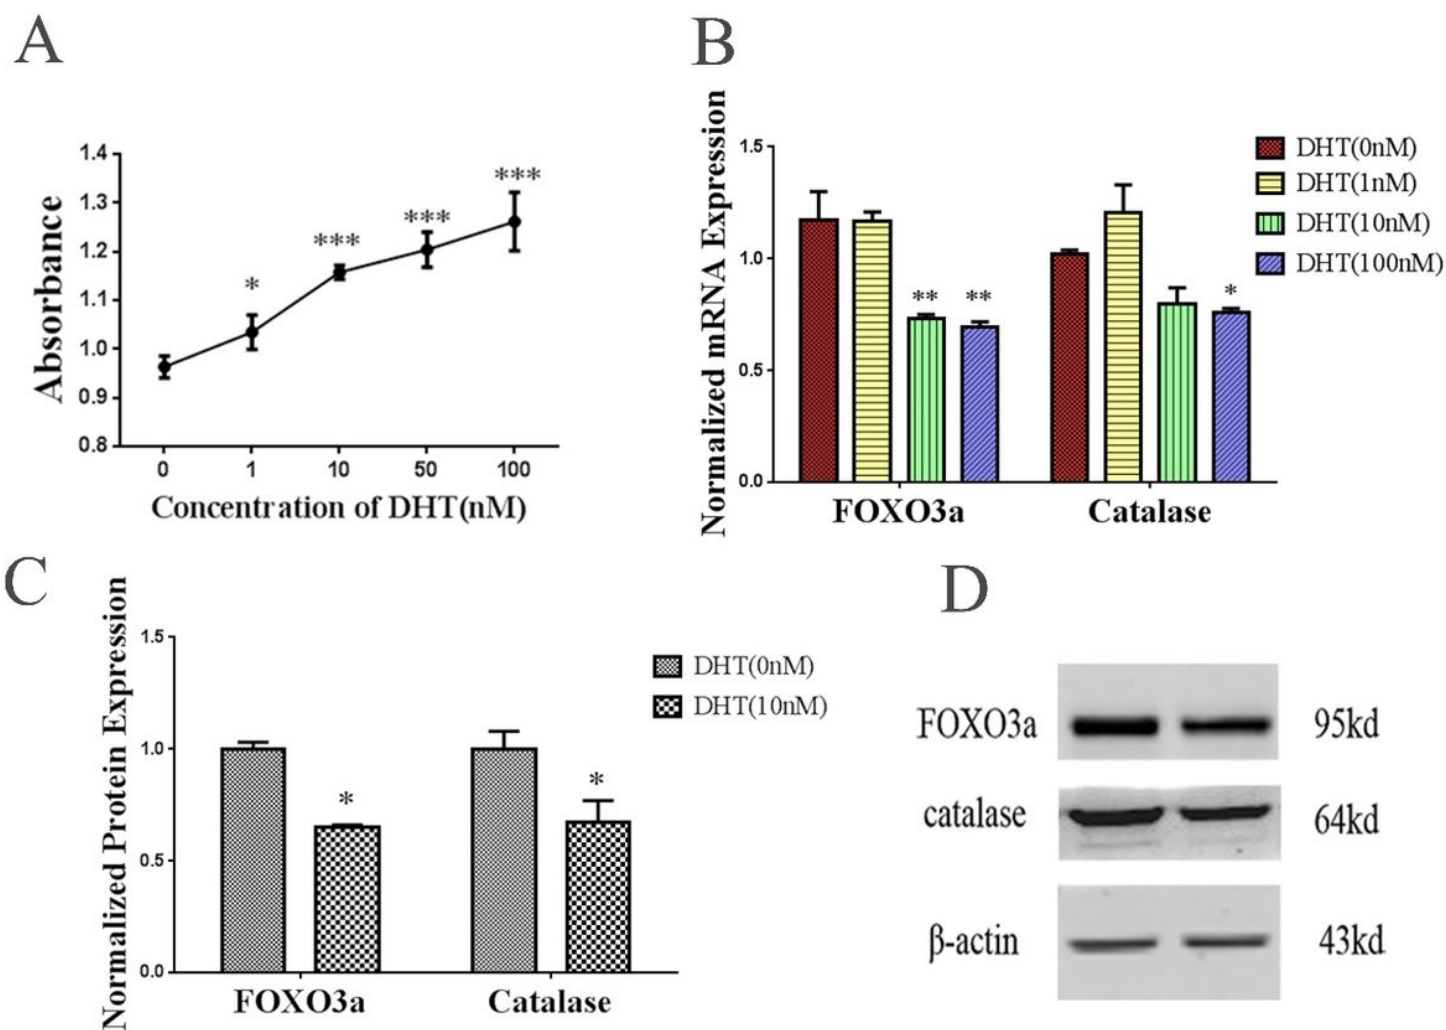 A
1.4
1.3
1.2
1.1
1.0
0.9
0.8
Absorbance
*
***
***
***
0 1 10 50 100
Concentration of DHT(nM)
B
Normalized mRNA Expression
1.5
1.0
0.5
0.0
** **
*
FOXO3a Catalase
DHT(0nM)
DHT(1nM)
DHT(10nM)
DHT(100nM)
C
Normalized Protein Expression
1.5
1.0
0.5
0.0
*
*
FOXO3a Catalase
DHT(0nM)
DHT(10nM)
D
FOXO3a 95kd
catalase 64kd
β-actin 43kd